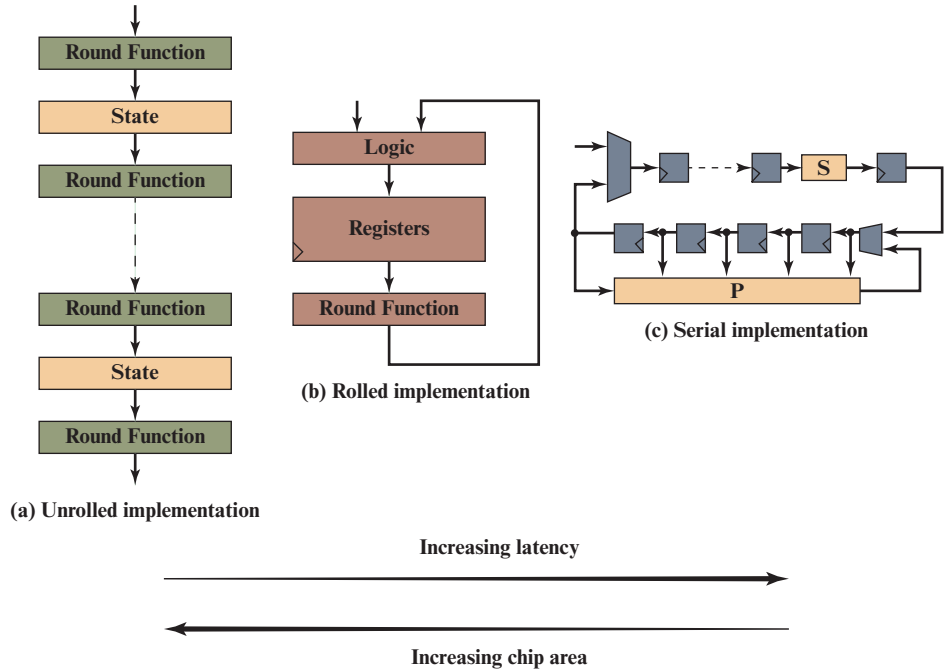 Round Function
State
Round Function
Round Function
State
Round Function
(a) Unrolled implementation
Logic
Registers
Round Function
(b) Rolled implementation
S
P
(c) Serial implementation
Increasing latency
Increasing chip area